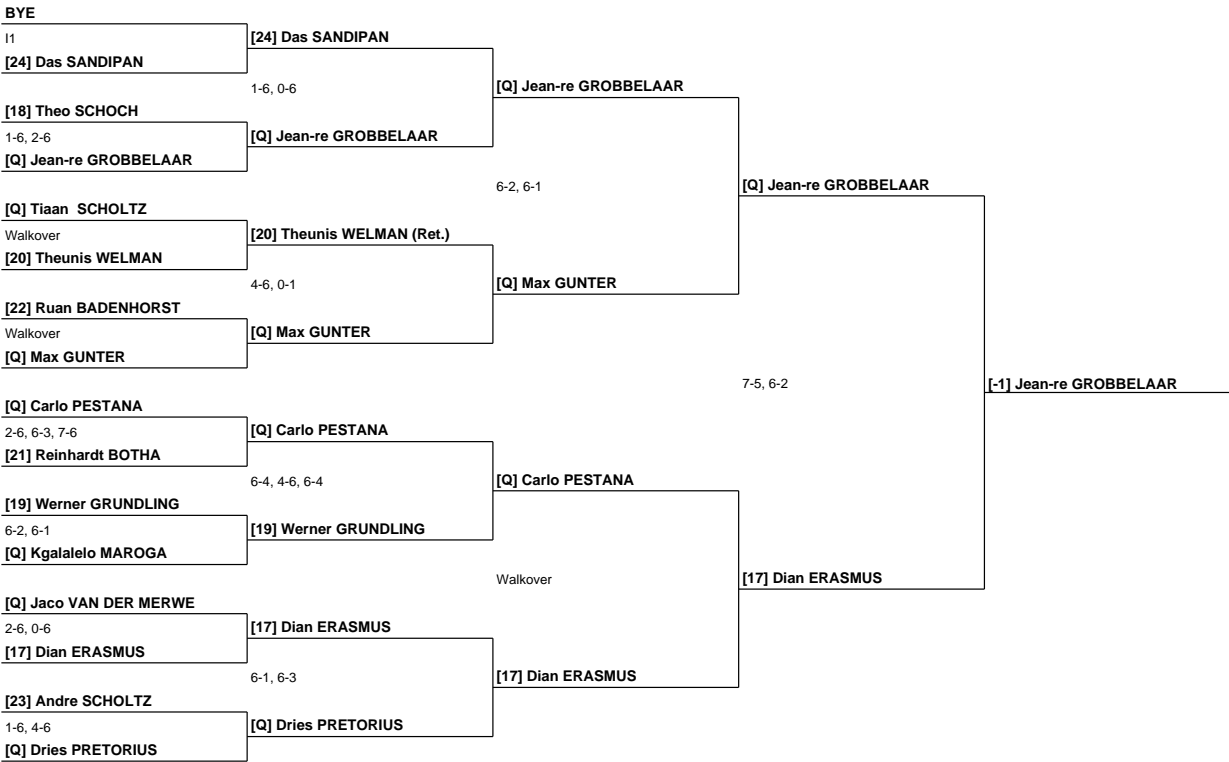 BYE
I1
[24] Das SANDIPAN
[18] Theo SCHOCH
1-6, 2-6
[Q] Jean-re GROBBELAAR
[Q] Tiaan  SCHOLTZ
Walkover
[20] Theunis WELMAN
[22] Ruan BADENHORST
Walkover
[Q] Max GUNTER
[Q] Carlo PESTANA
2-6, 6-3, 7-6
[21] Reinhardt BOTHA
[19] Werner GRUNDLING
6-2, 6-1
[Q] Kgalalelo MAROGA
[Q] Jaco VAN DER MERWE
2-6, 0-6
[17] Dian ERASMUS
[23] Andre SCHOLTZ
1-6, 4-6
[Q] Dries PRETORIUS
[24] Das SANDIPAN
1-6, 0-6
[Q] Jean-re GROBBELAAR
[20] Theunis WELMAN (Ret.)
4-6, 0-1
[Q] Max GUNTER
[Q] Carlo PESTANA
6-4, 4-6, 6-4
[19] Werner GRUNDLING
[17] Dian ERASMUS
6-1, 6-3
[Q] Dries PRETORIUS
[Q] Jean-re GROBBELAAR
6-2, 6-1
[Q] Max GUNTER
[Q] Carlo PESTANA
Walkover
[17] Dian ERASMUS
[Q] Jean-re GROBBELAAR
7-5, 6-2
[17] Dian ERASMUS
[-1] Jean-re GROBBELAAR